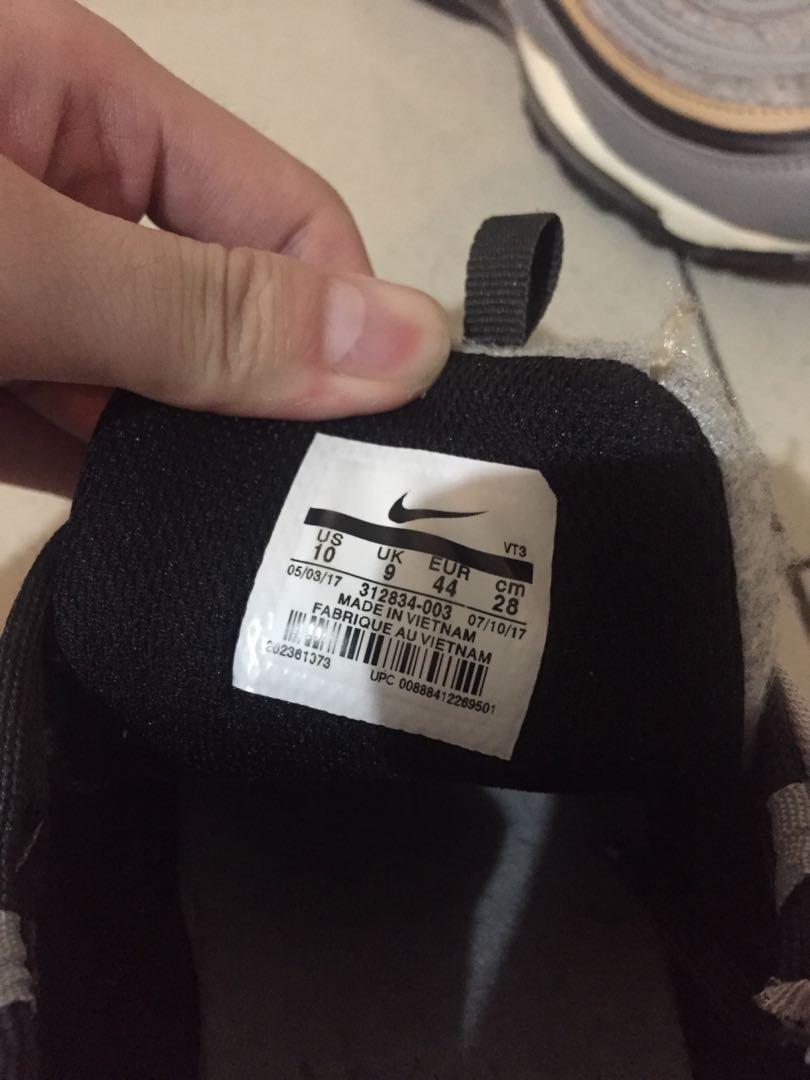 VT3
US UK EUR cm
10 9 44 28
05/03/17 312834-003 07/10/17
MADE IN VIETNAM
FABRIQUE AU VIETNAM
202361373
UPC 00888412269501